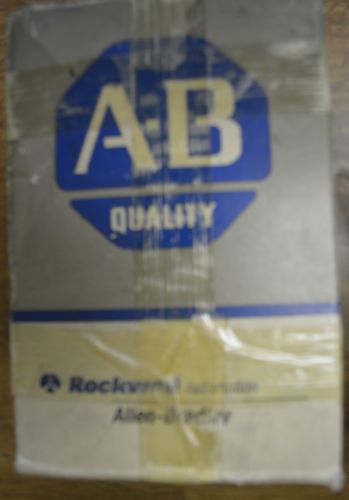 AB
QUALITY
Rockwell Automation
Allen-Bradley